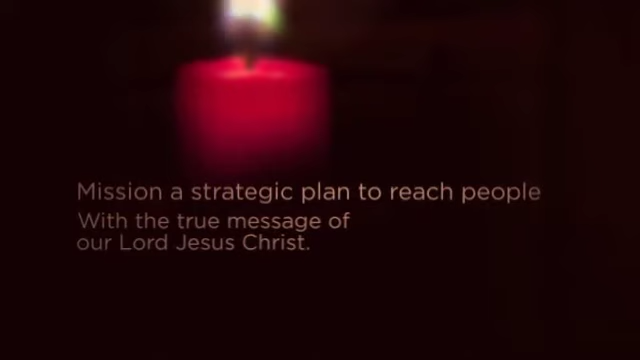 Mission a strategic plan to reach people
With the true message of
our Lord Jesus Christ.